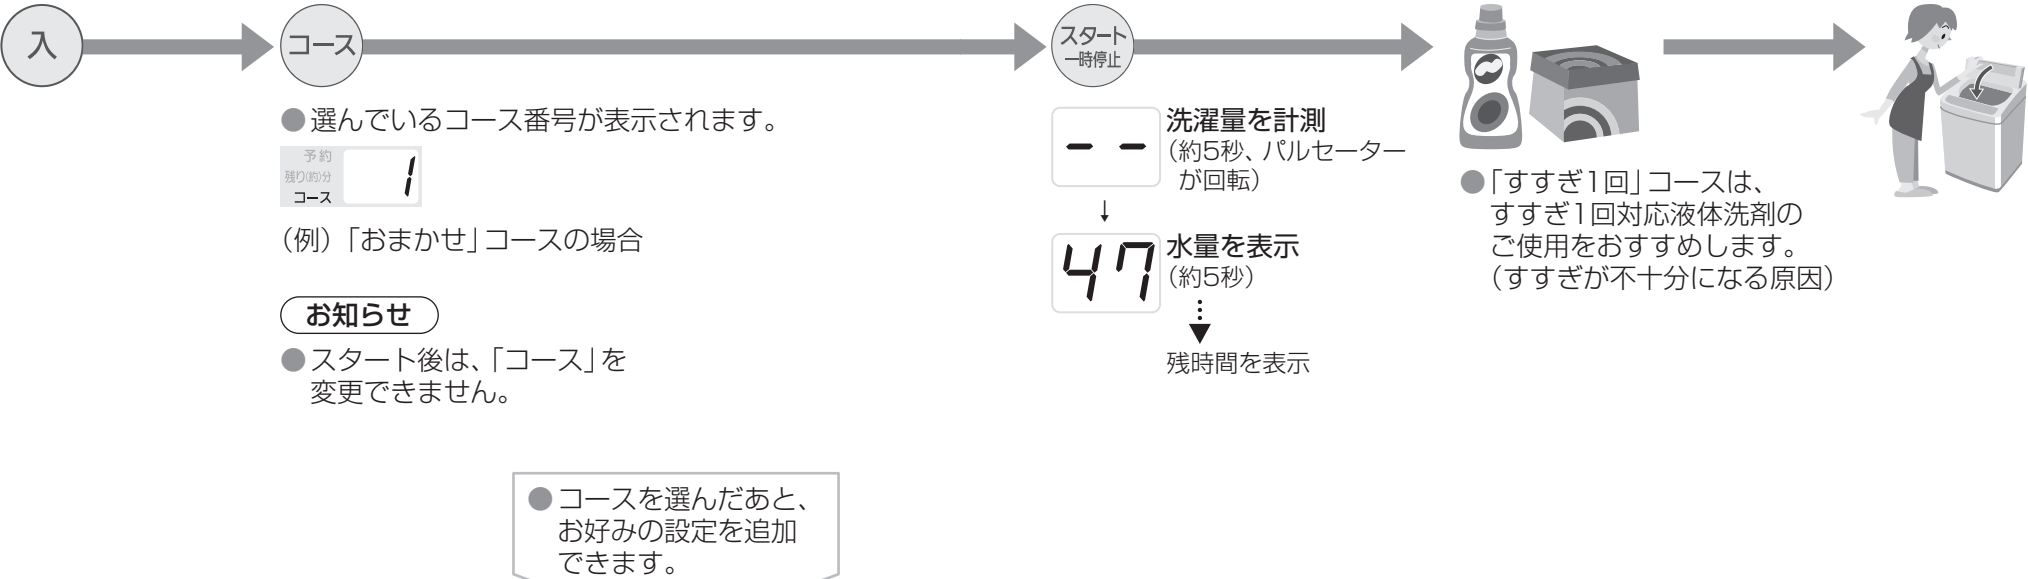 入
コース
●選んでいるコース番号が表示されます。
予約
残り(約)分
コース
1
(例)「おまかせ」コースの場合
お知らせ
●スタート後は、「コース」を
変更できません。
●コースを選んだあと、
お好みの設定を追加
できます。
スタート
一時停止
-- 
洗濯量を計測
(約5秒、パルセーター
が回転)
↓
47
水量を表示
(約5秒)
残時間を表示
●「すすぎ1回」コースは、
すすぎ1回対応液体洗剤の
ご使用をおすすめします。
(すすぎが不十分になる原因)